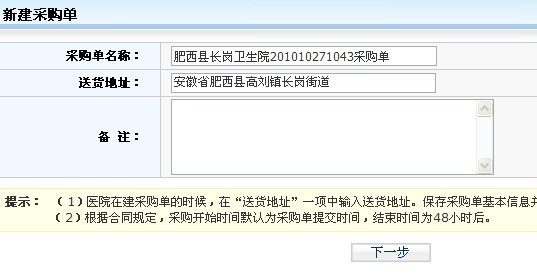 新建采购单
采购单名称： 肥西县长岗卫生院201010271043采购单
送货地址： 安徽省肥西县高刘镇长岗街道
备 注：
提示： （1）医院在建采购单的时候，在“送货地址”一项中输入送货地址。保存采购单基本信息并
（2）根据合同规定，采购开始时间默认为采购单提交时间，结束时间为48小时后。
下一步